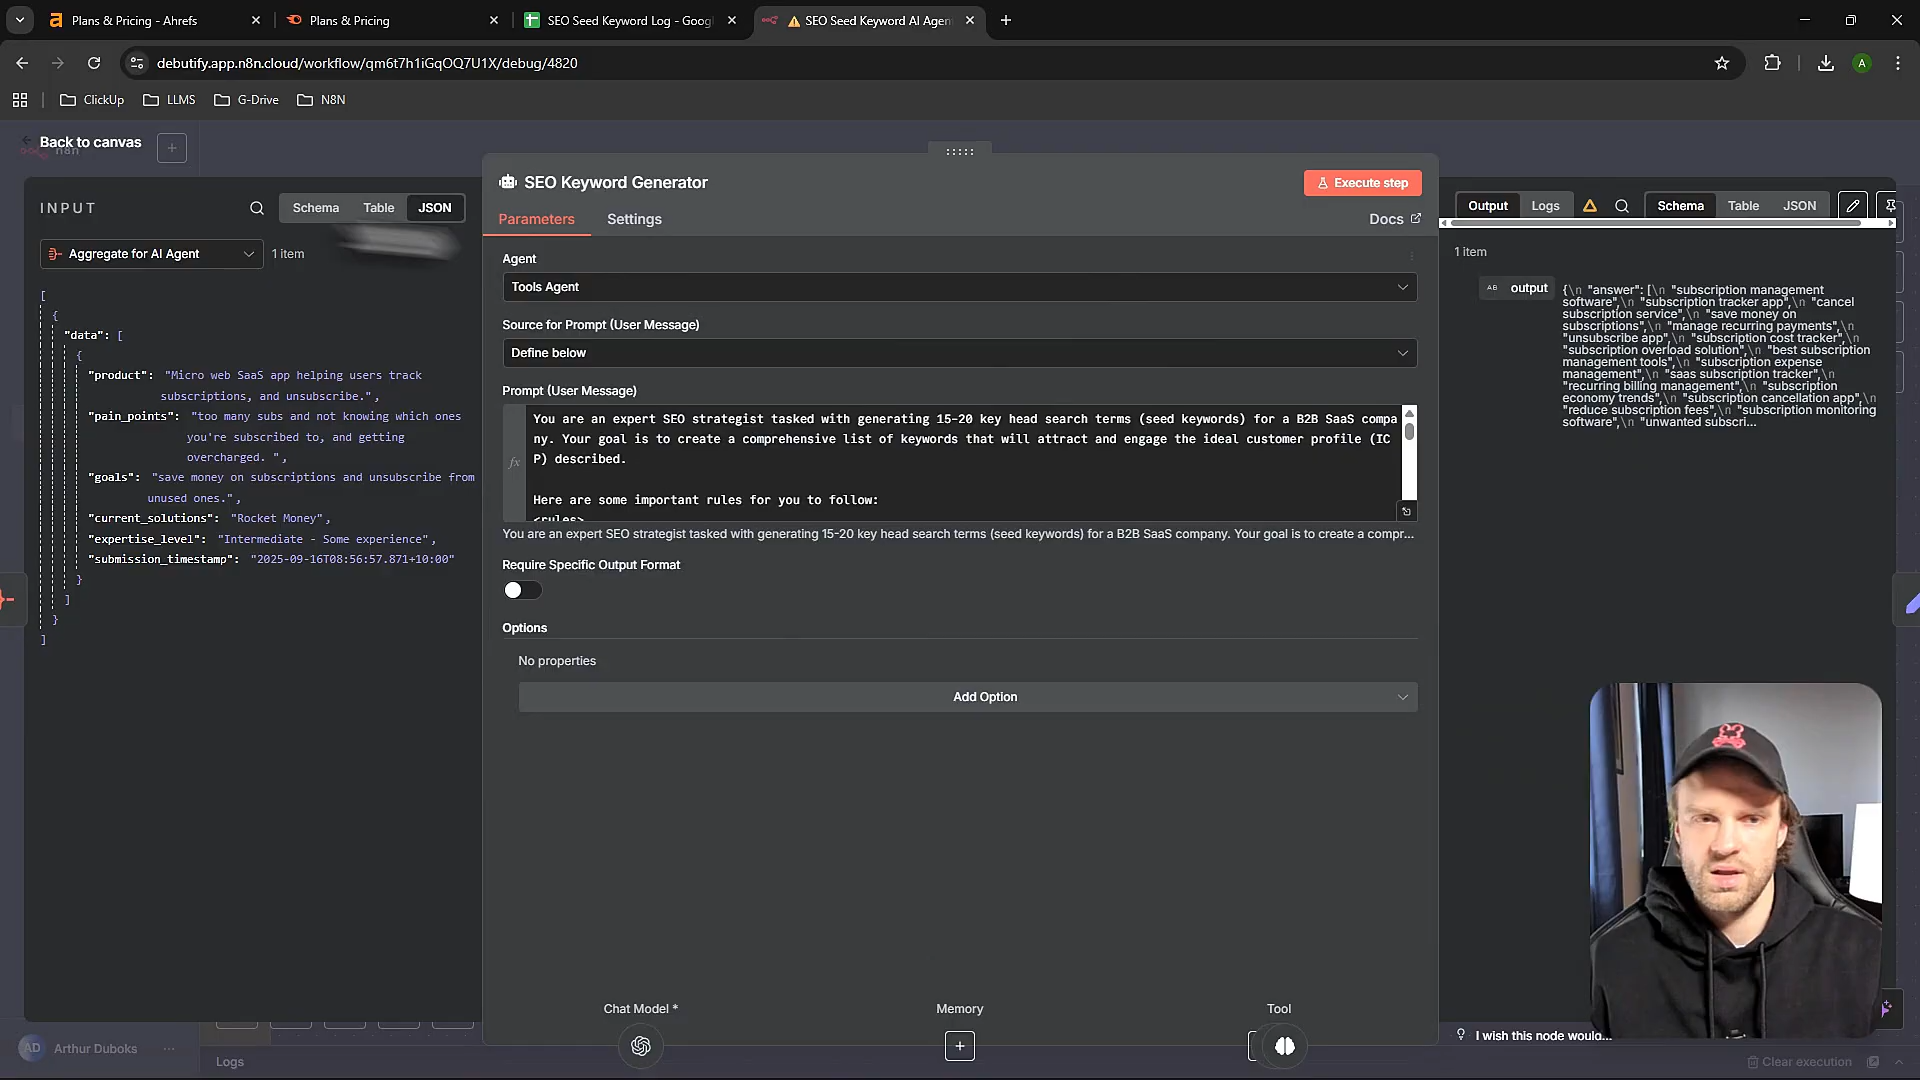 Plans & Pricing - Ahrefs
Plans & Pricing
SEO Seed Keyword Log - Goog
SEO Seed Keyword AI Agen
debutify.app.n8n.cloud/workflow/qm6t7h1iGqOQ7U1X/debug/4820
A
ClickUp
LLMS
G-Drive
N8N
Back to canvas
n8n
INPUT
Schema
Table
JSON
Aggregate for AI Agent
1 item
[
{
"data": [
{
"product": "Micro web SaaS app helping users track
subscriptions, and unsubscribe.",
"pain_points": "too many subs and not knowing which ones
you're subscribed to, and getting
overcharged. ",
"goals": "save money on subscriptions and unsubscribe from
unused ones.",
"current_solutions": "Rocket Money",
"expertise_level": "Intermediate - Some experience",
"submission_timestamp": "2025-09-16T08:56:57.871+10:00"
}
]
}
]
SEO Keyword Generator
Execute step
Parameters
Settings
Docs
Agent
Tools Agent
Source for Prompt (User Message)
Define below
Prompt (User Message)
fx
You are an expert SEO strategist tasked with generating 15-20 key head search terms (seed keywords) for a B2B SaaS compa
ny. Your goal is to create a comprehensive list of keywords that will attract and engage the ideal customer profile (IC
P) described.
Here are some important rules for you to follow:
<rules>
You are an expert SEO strategist tasked with generating 15-20 key head search terms (seed keywords) for a B2B SaaS company. Your goal is to create a compr...
Require Specific Output Format
Options
No properties
Add Option
Chat Model *
Memory
Tool
Output
Logs
Schema
Table
JSON
1 item
AB output
{\n "answer": [\n "subscription management
software",\n "subscription tracker app",\n "cancel
subscription service",\n "save money on
subscriptions",\n "manage recurring payments",\n
"unsubscribe app",\n "subscription cost tracker",\n
"subscription overload solution",\n "best subscription
management tools",\n "subscription expense
management",\n "saas subscription tracker",\n
"recurring billing management",\n "subscription
economy trends",\n "subscription cancellation app",\n
"reduce subscription fees",\n "subscription monitoring
software",\n "unwanted subscri...
I wish this node would...
AD
Arthur Duboks
Logs
Clear execution